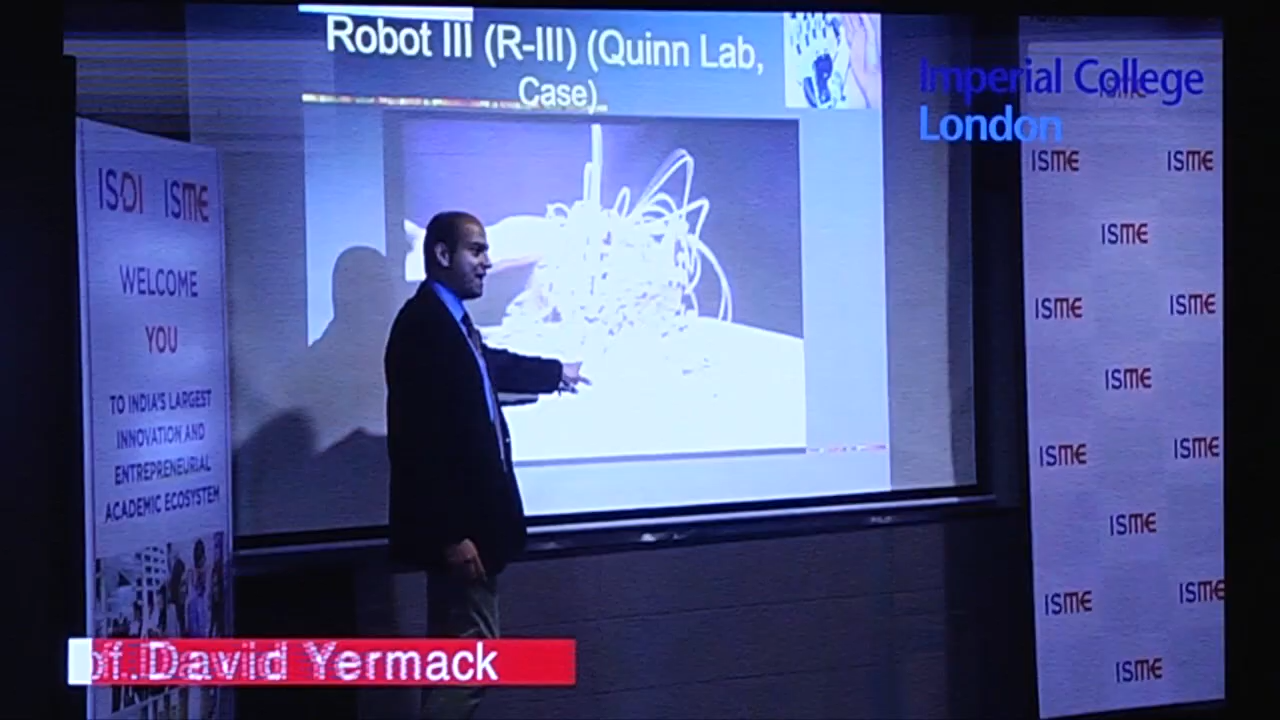 Robot III (R-III) (Quinn Lab,
Case)
Imperial College
London
ISDI ISME
WELCOME
YOU
TO INDIA'S LARGEST
INNOVATION AND
ENTREPRENEURIAL
ACADEMIC ECOSYSTEM
ISME
ISME ISME
ISME
ISME ISME
ISME
ISME ISME
ISME
ISME ISME
ISME
of. David Yermack